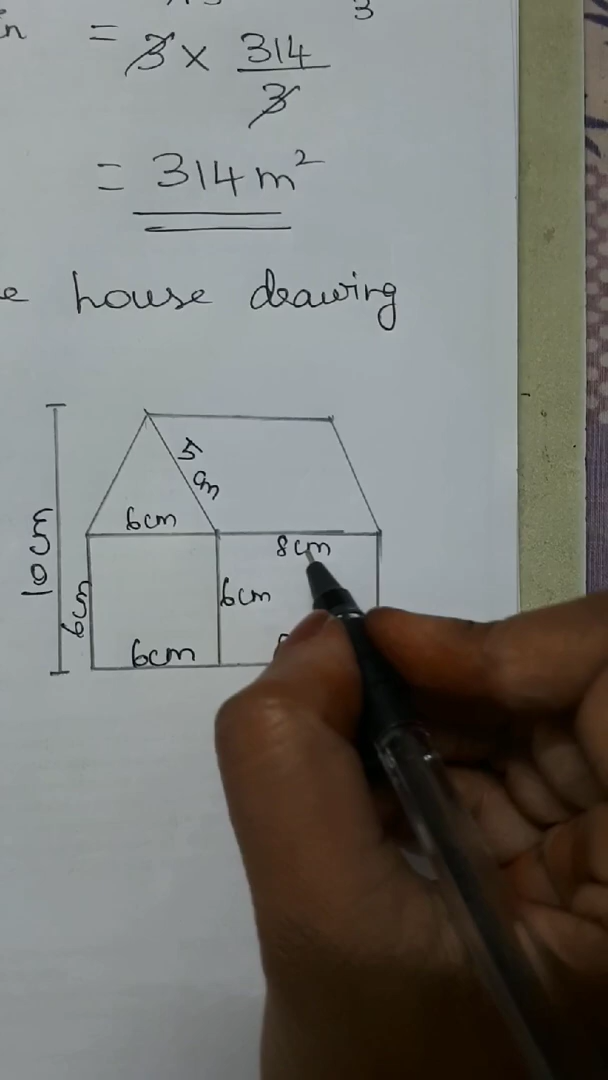 = 3 × 314
3
= 314 m²
house drawing
5 cm
6cm
10cm
8cm
6cm
6cm
6cm